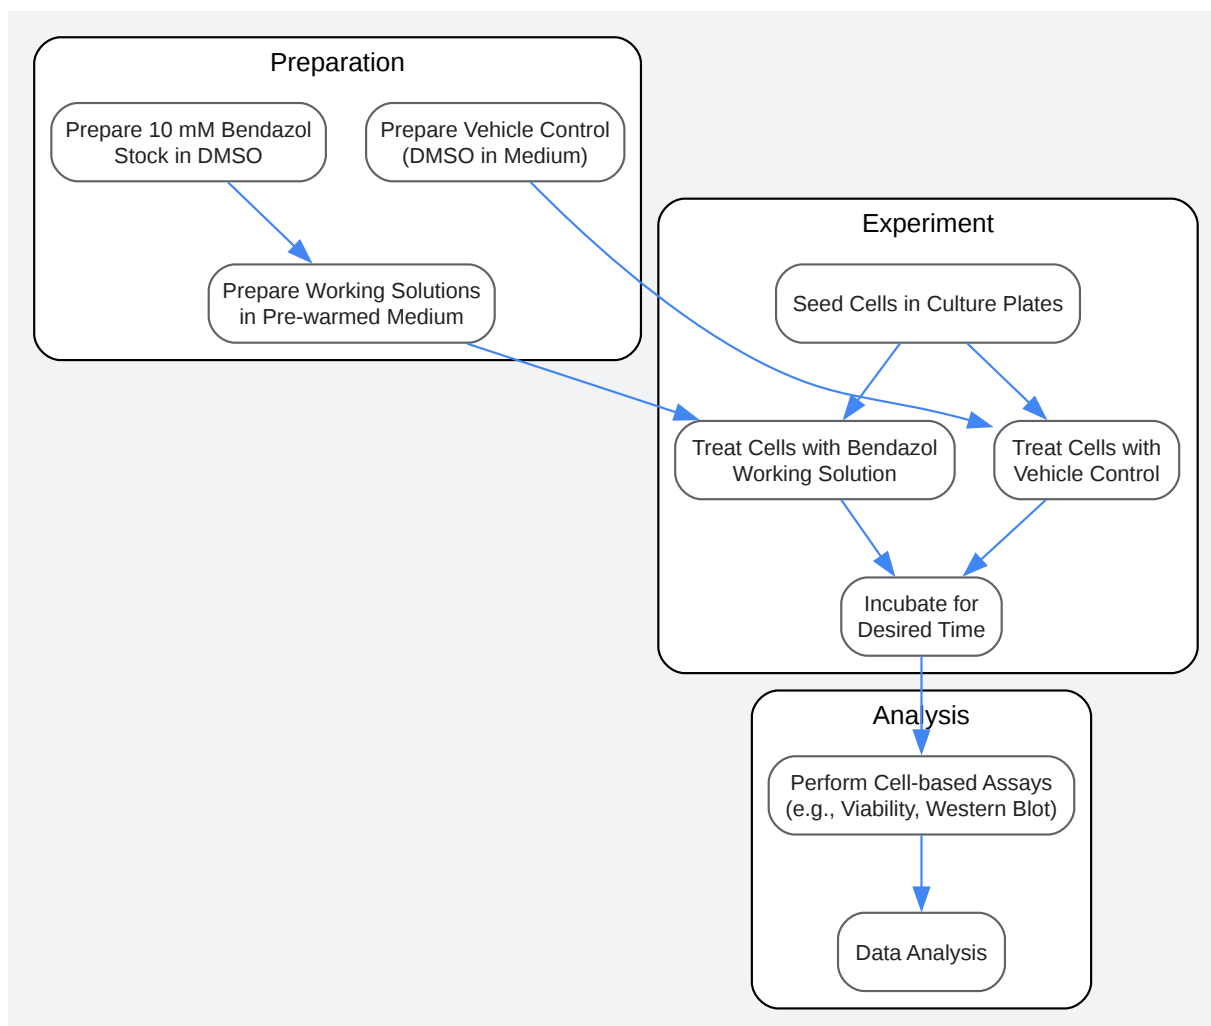 Preparation
Prepare 10 mM Bendazol
Stock in DMSO
Prepare Vehicle Control
(DMSO in Medium)
Prepare Working Solutions
in Pre-warmed Medium
Experiment
Seed Cells in Culture Plates
Treat Cells with Bendazol
Working Solution
Treat Cells with
Vehicle Control
Incubate for
Desired Time
Analysis
Perform Cell-based Assays
(e.g., Viability, Western Blot)
Data Analysis